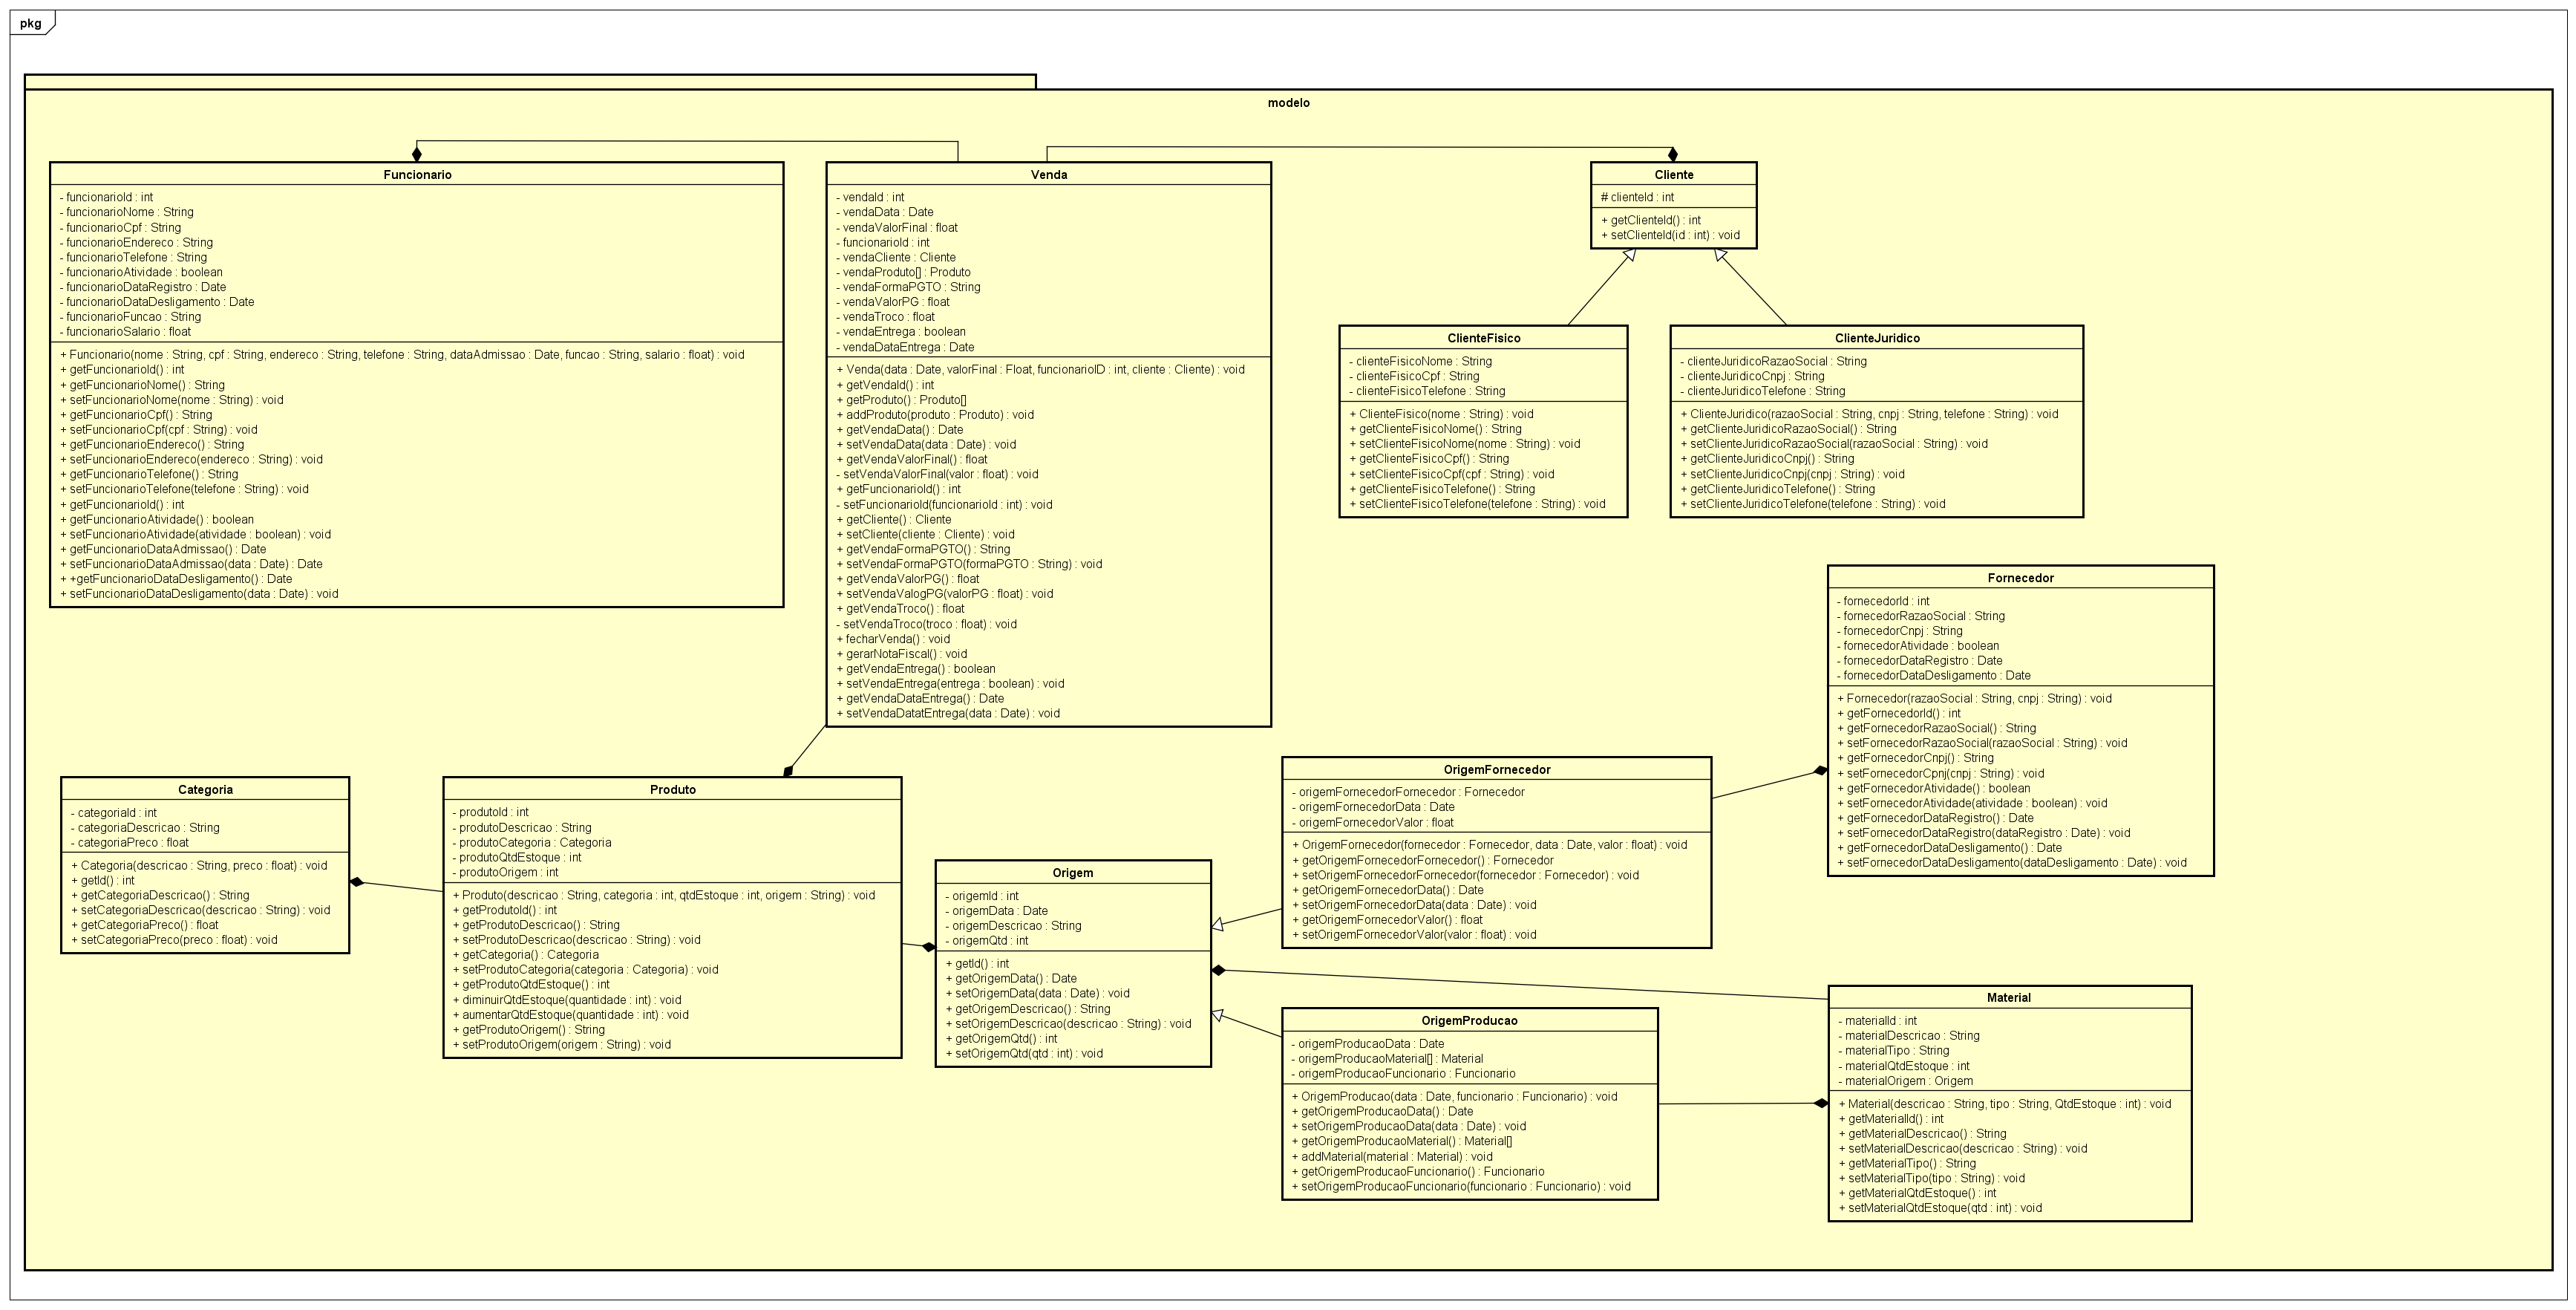 pkg
modelo
Funcionario
- funcionarioId : int
- funcionarioNome : String
- funcionarioCpf : String
- funcionarioEndereco : String
- funcionarioTelefone : String
- funcionarioAtividade : boolean
- funcionarioDataRegistro : Date
- funcionarioDataDesligamento : Date
- funcionarioFuncao : String
- funcionarioSalario : float
+ Funcionario(nome : String, cpf : String, endereco : String, telefone : String, dataAdmissao : Date, funcao : String, salario : float) : void
+ getFuncionarioId() : int
+ getFuncionarioNome() : String
+ setFuncionarioNome(nome : String) : void
+ getFuncionarioCpf() : String
+ setFuncionarioCpf(cpf : String) : void
+ getFuncionarioEndereco() : String
+ setFuncionarioEndereco(endereco : String) : void
+ getFuncionarioTelefone() : String
+ setFuncionarioTelefone(telefone : String) : void
+ getFuncionarioId() : int
+ getFuncionarioAtividade() : boolean
+ setFuncionarioAtividade(atividade : boolean) : void
+ getFuncionarioDataAdmissao() : Date
+ setFuncionarioDataAdmissao(data : Date) : Date
+ +getFuncionarioDataDesligamento() : Date
+ setFuncionarioDataDesligamento(data : Date) : void
Venda
- vendaId : int
- vendaData : Date
- vendaValorFinal : float
- funcionarioId : int
- vendaCliente : Cliente
- vendaProduto[] : Produto
- vendaFormaPGTO : String
- vendaValorPG : float
- vendaTroco : float
- vendaEntrega : boolean
- vendaDataEntrega : Date
+ Venda(data : Date, valorFinal : Float, funcionarioID : int, cliente : Cliente) : void
+ getVendaId() : int
+ getProduto() : Produto[]
+ addProduto(produto : Produto) : void
+ getVendaData() : Date
+ setVendaData(data : Date) : void
+ getVendaValorFinal() : float
- setVendaValorFinal(valor : float) : void
+ getFuncionarioId() : int
- setFuncionarioId(funcionarioId : int) : void
+ getCliente() : Cliente
+ setCliente(cliente : Cliente) : void
+ getVendaFormaPGTO() : String
+ setVendaFormaPGTO(formaPGTO : String) : void
+ getVendaValorPG() : float
+ setVendaValogPG(valorPG : float) : void
+ getVendaTroco() : float
- setVendaTroco(troco : float) : void
+ fecharVenda() : void
+ gerarNotaFiscal() : void
+ getVendaEntrega() : boolean
+ setVendaEntrega(entrega : boolean) : void
+ getVendaDataEntrega() : Date
+ setVendaDatatEntrega(data : Date) : void
Cliente
# clienteId : int
+ getClienteId() : int
+ setClienteId(id : int) : void
ClienteFisico
- clienteFisicoNome : String
- clienteFisicoCpf : String
- clienteFisicoTelefone : String
+ ClienteFisico(nome : String) : void
+ getClienteFisicoNome() : String
+ setClienteFisicoNome(nome : String) : void
+ getClienteFisicoCpf() : String
+ setClienteFisicoCpf(cpf : String) : void
+ getClienteFisicoTelefone() : String
+ setClienteFisicoTelefone(telefone : String) : void
ClienteJuridico
- clienteJuridicoRazaoSocial : String
- clienteJuridicoCnpj : String
- clienteJuridicoTelefone : String
+ ClienteJuridico(razaoSocial : String, cnpj : String, telefone : String) : void
+ getClienteJuridicoRazaoSocial() : String
+ setClienteJuridicoRazaoSocial(razaoSocial : String) : void
+ getClienteJuridicoCnpj() : String
+ setClienteJuridicoCnpj(cnpj : String) : void
+ getClienteJuridicoTelefone() : String
+ setClienteJuridicoTelefone(telefone : String) : void
Fornecedor
- fornecedorId : int
- fornecedorRazaoSocial : String
- fornecedorCnpj : String
- fornecedorAtividade : boolean
- fornecedorDataRegistro : Date
- fornecedorDataDesligamento : Date
+ Fornecedor(razaoSocial : String, cnpj : String) : void
+ getFornecedorId() : int
+ getFornecedorRazaoSocial() : String
+ setFornecedorRazaoSocial(razaoSocial : String) : void
+ getFornecedorCnpj() : String
+ setFornecedorCpnj(cnpj : String) : void
+ getFornecedorAtividade() : boolean
+ setFornecedorAtividade(atividade : boolean) : void
+ getFornecedorDataRegistro() : Date
+ setFornecedorDataRegistro(dataRegistro : Date) : void
+ getFornecedorDataDesligamento() : Date
+ setFornecedorDataDesligamento(dataDesligamento : Date) : void
Categoria
- categoriaId : int
- categoriaDescricao : String
- categoriaPreco : float
+ Categoria(descricao : String, preco : float) : void
+ getId() : int
+ getCategoriaDescricao() : String
+ setCategoriaDescricao(descricao : String) : void
+ getCategoriaPreco() : float
+ setCategoriaPreco(preco : float) : void
Produto
- produtoId : int
- produtoDescricao : String
- produtoCategoria : Categoria
- produtoQtdEstoque : int
- produtoOrigem : int
+ Produto(descricao : String, categoria : int, qtdEstoque : int, origem : String) : void
+ getProdutoId() : int
+ getProdutoDescricao() : String
+ setProdutoDescricao(descricao : String) : void
+ getCategoria() : Categoria
+ setProdutoCategoria(categoria : Categoria) : void
+ getProdutoQtdEstoque() : int
+ diminuirQtdEstoque(quantidade : int) : void
+ aumentarQtdEstoque(quantidade : int) : void
+ getProdutoOrigem() : String
+ setProdutoOrigem(origem : String) : void
Origem
- origemId : int
- origemData : Date
- origemDescricao : String
- origemQtd : int
+ getId() : int
+ getOrigemData() : Date
+ setOrigemData(data : Date) : void
+ getOrigemDescricao() : String
+ setOrigemDescricao(descricao : String) : void
+ getOrigemQtd() : int
+ setOrigemQtd(qtd : int) : void
OrigemFornecedor
- origemFornecedorFornecedor : Fornecedor
- origemFornecedorData : Date
- origemFornecedorValor : float
+ OrigemFornecedor(fornecedor : Fornecedor, data : Date, valor : float) : void
+ getOrigemFornecedorFornecedor() : Fornecedor
+ setOrigemFornecedorFornecedor(fornecedor : Fornecedor) : void
+ getOrigemFornecedorData() : Date
+ setOrigemFornecedorData(data : Date) : void
+ getOrigemFornecedorValor() : float
+ setOrigemFornecedorValor(valor : float) : void
OrigemProducao
- origemProducaoData : Date
- origemProducaoMaterial[] : Material
- origemProducaoFuncionario : Funcionario
+ OrigemProducao(data : Date, funcionario : Funcionario) : void
+ getOrigemProducaoData() : Date
+ setOrigemProducaoData(data : Date) : void
+ getOrigemProducaoMaterial() : Material[]
+ addMaterial(material : Material) : void
+ getOrigemProducaoFuncionario() : Funcionario
+ setOrigemProducaoFuncionario(funcionario : Funcionario) : void
Material
- materialId : int
- materialDescricao : String
- materialTipo : String
- materialQtdEstoque : int
- materialOrigem : Origem
+ Material(descricao : String, tipo : String, QtdEstoque : int) : void
+ getMaterialId() : int
+ getMaterialDescricao() : String
+ setMaterialDescricao(descricao : String) : void
+ getMaterialTipo() : String
+ setMaterialTipo(tipo : String) : void
+ getMaterialQtdEstoque() : int
+ setMaterialQtdEstoque(qtd : int) : void